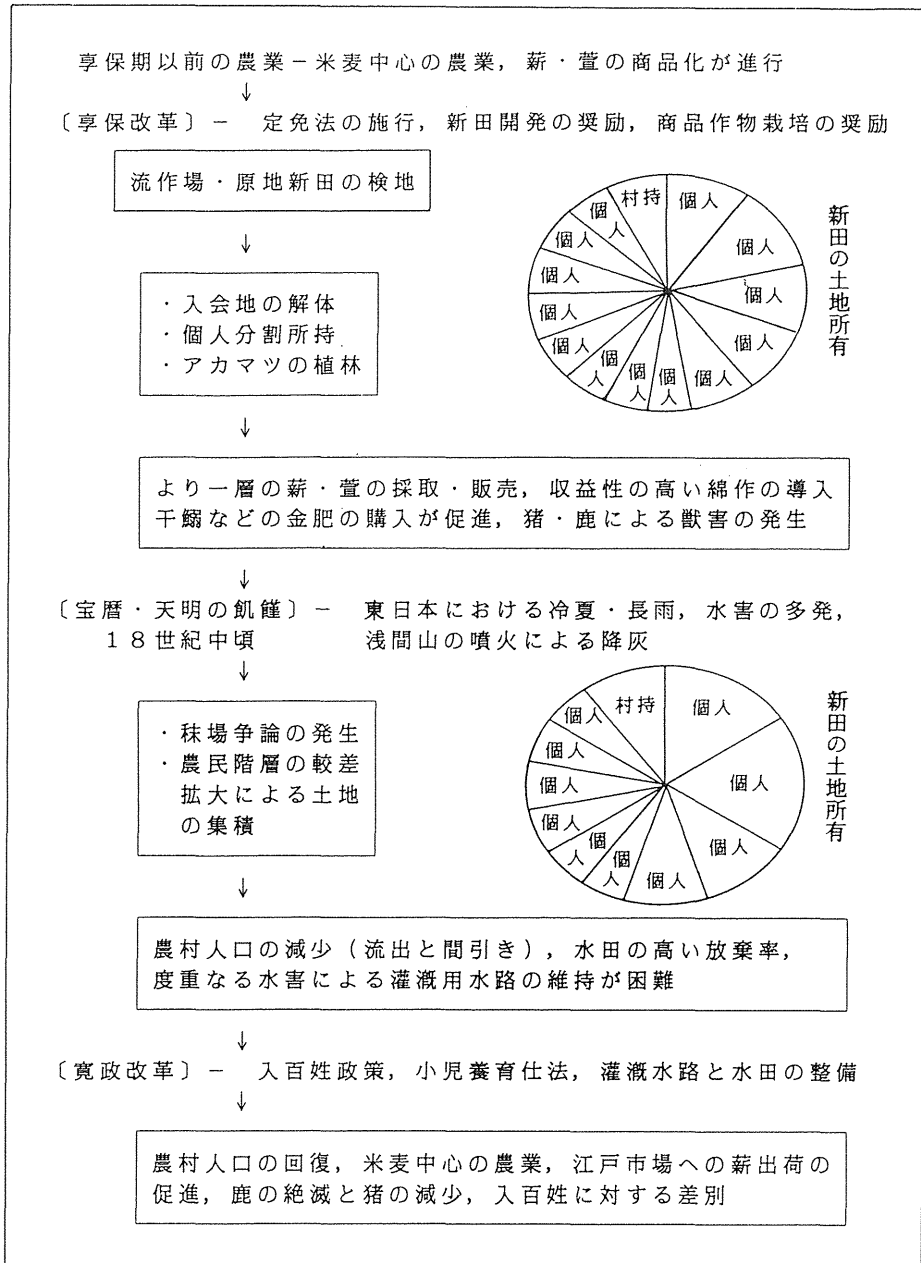 享保期以前の農業－米麦中心の農業，薪・萱の商品化が進行
↓
〔享保改革〕－　定免法の施行，新田開発の奨励，商品作物栽培の奨励
流作場・原地新田の検地
↓
・入会地の解体
・個人分割所持
・アカマツの植林
村持
個人
個人
個人
個人
個人
個人
個人
個人
個人
個人
個人
個人
個人
個人
新田の土地所有
↓
より一層の薪・萱の採取・販売，収益性の高い綿作の導入
干鰯などの金肥の購入が促進，猪・鹿による獣害の発生
↓
〔宝暦・天明の飢饉〕－　東日本における冷夏・長雨，水害の多発，
１８世紀中頃　浅間山の噴火による降灰
↓
・秣場争論の発生
・農民階層の較差
拡大による土地
の集積
村持
個人
個人
個人
個人
個人
個人
個人
個人
個人
個人
新田の土地所有
↓
農村人口の減少（流出と間引き），水田の高い放棄率，
度重なる水害による灌漑用水路の維持が困難
↓
〔寛政改革〕－　入百姓政策，小児養育仕法，灌漑水路と水田の整備
↓
農村人口の回復，米麦中心の農業，江戸市場への薪出荷の
促進，鹿の絶滅と猪の減少，入百姓に対する差別